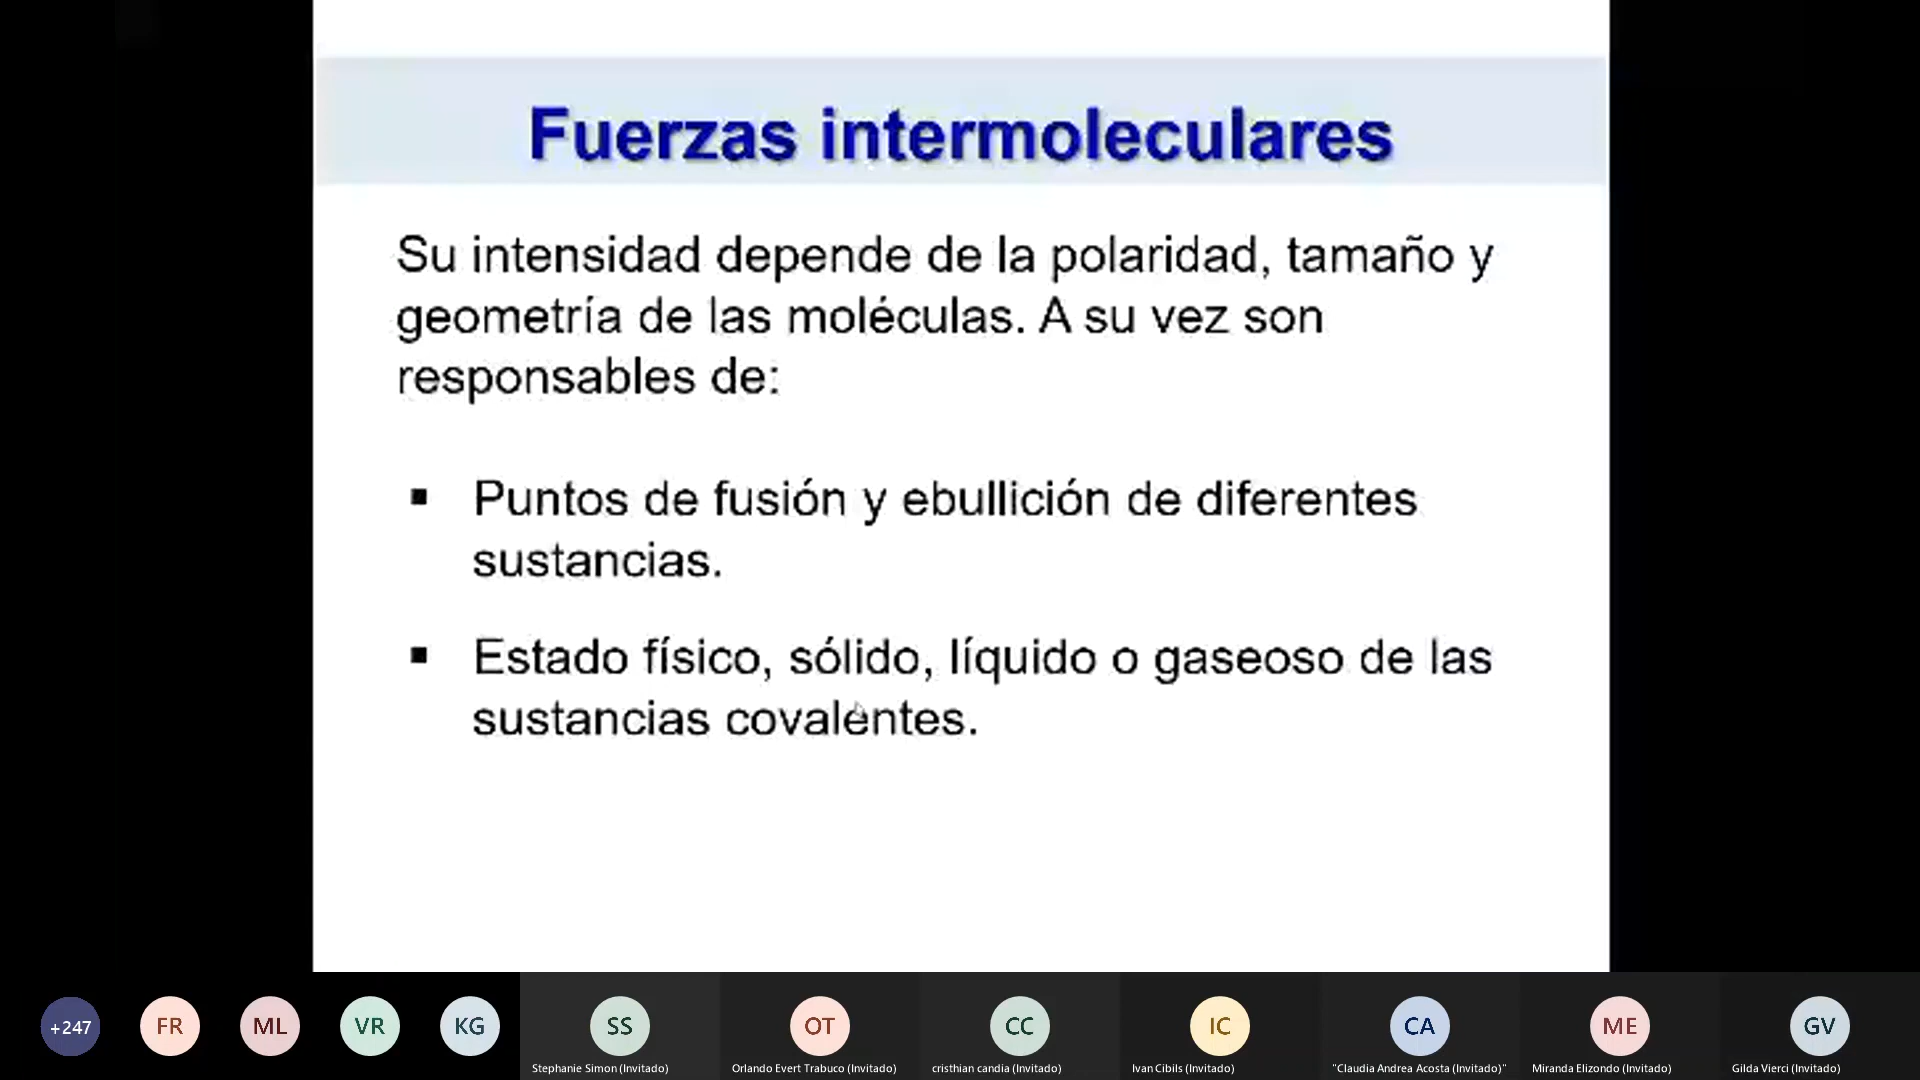 Fuerzas intermoleculares
Su intensidad depende de la polaridad, tamaño y
geometría de las moléculas. A su vez son
responsables de:
▪ Puntos de fusión y ebullición de diferentes
sustancias.
▪ Estado físico, sólido, líquido o gaseoso de las
sustancias covalentes.
+247 FR ML VR KG SS OT CC IC CA ME GV
Stephanie Simon (Invitado) Orlando Evert Trabuco (Invitado) cristhian candia (Invitado) Ivan Cibils (Invitado) "Claudia Andrea Acosta (Invitado)" Miranda Elizondo (Invitado) Gilda Vierci (Invitado)